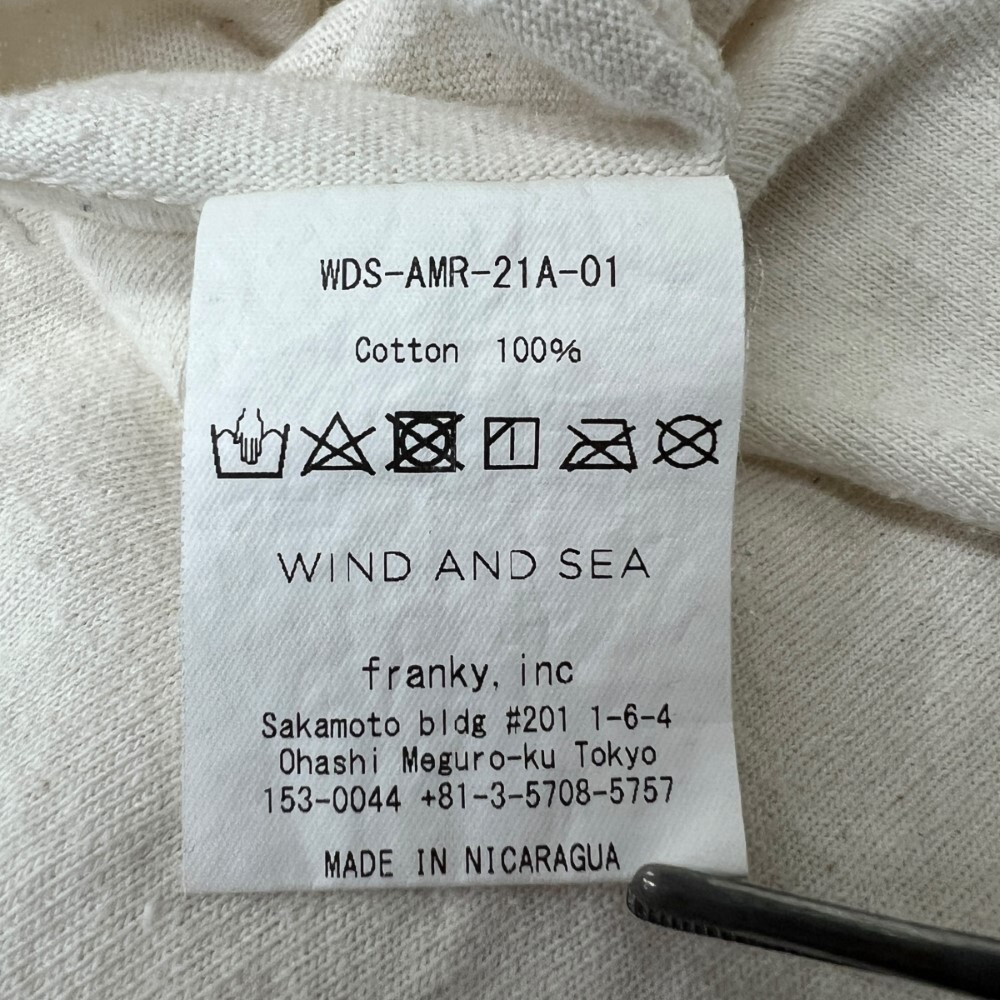 WDS-AMR-21A-01
Cotton 100%
WIND AND SEA
franky, inc
Sakamoto bldg #201 1-6-4
Ohashi Meguro-ku Tokyo
153-0044 +81-3-5708-5757
MADE IN NICARAGUA